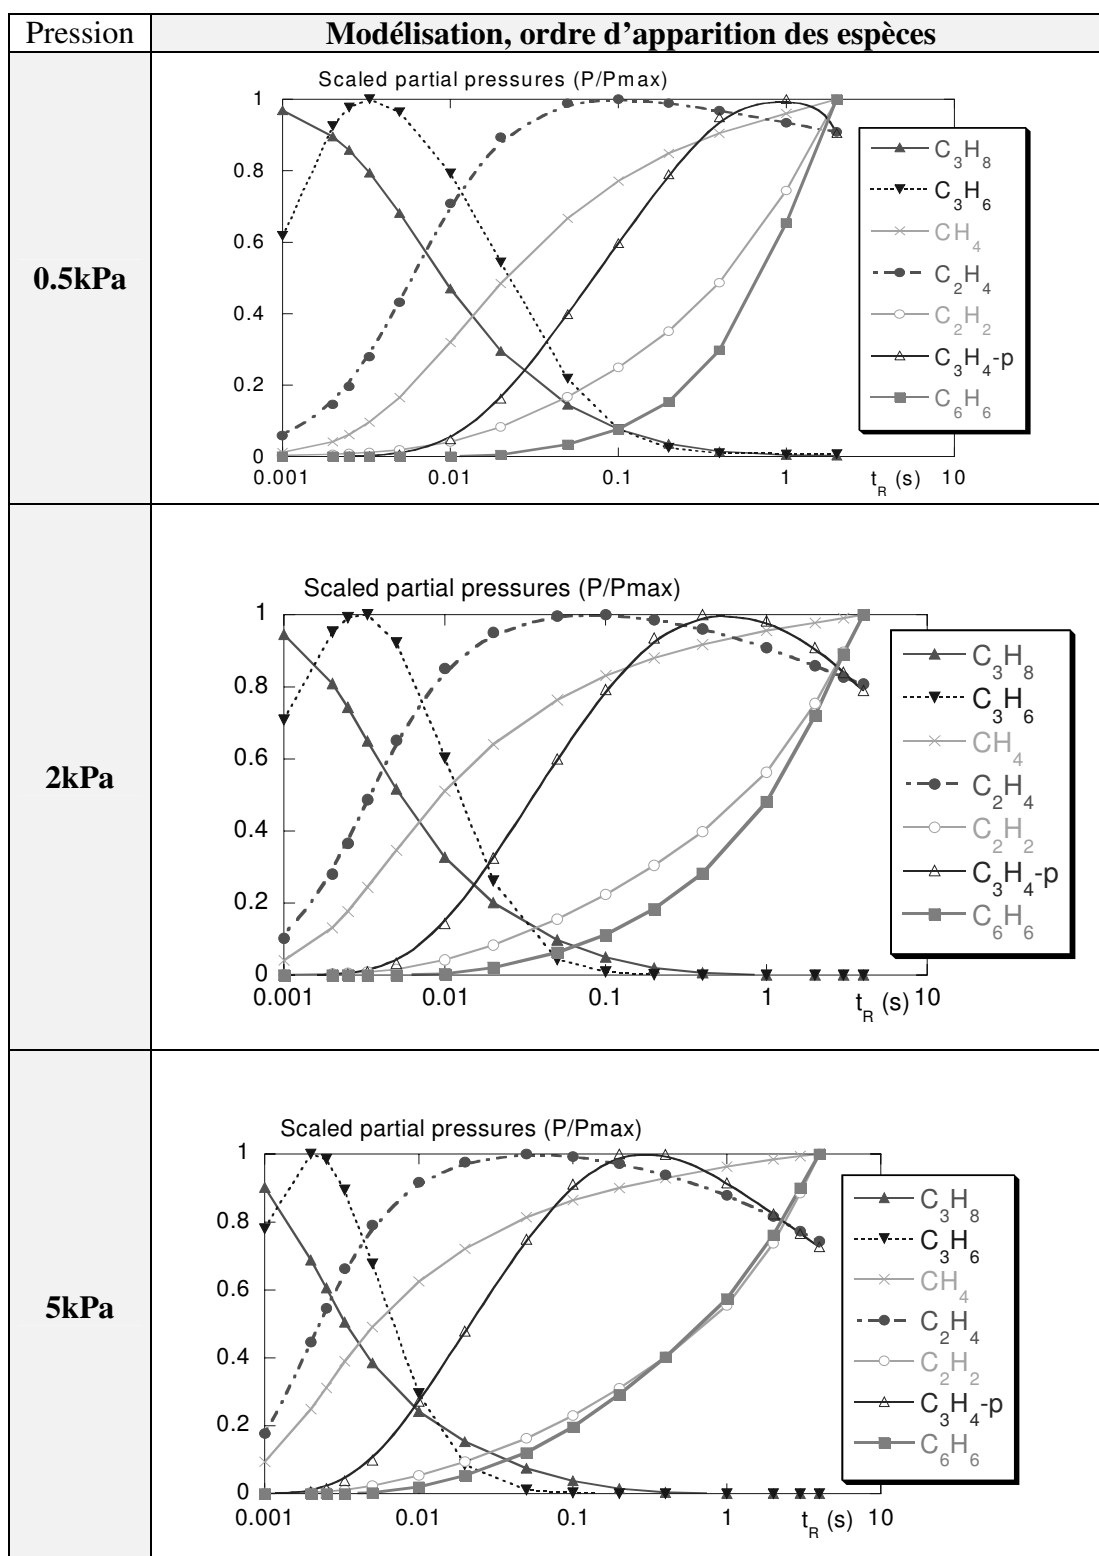 Pression Modélisation, ordre d'apparition des espèces
0.5kPa
Scaled partial pressures (P/Pmax)
1
0.8
0.6
0.4
0.2
0
0.001 0.01 0.1 1 10
t_R (s)
C3H8
C3H6
CH4
C2H4
C2H2
C3H4-p
C6H6
2kPa
Scaled partial pressures (P/Pmax)
1
0.8
0.6
0.4
0.2
0
0.001 0.01 0.1 1 10
t_R (s)
C3H8
C3H6
CH4
C2H4
C2H2
C3H4-p
C6H6
5kPa
Scaled partial pressures (P/Pmax)
1
0.8
0.6
0.4
0.2
0
0.001 0.01 0.1 1 10
t_R (s)
C3H8
C3H6
CH4
C2H4
C2H2
C3H4-p
C6H6